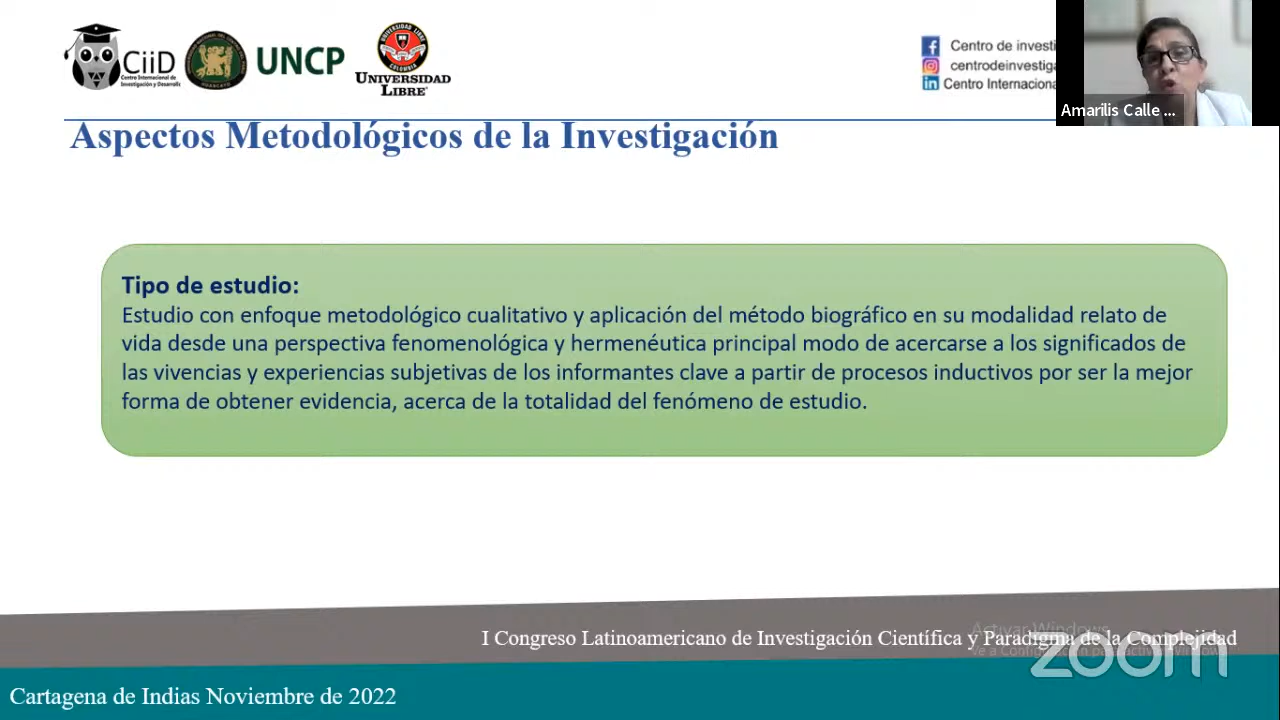 CiiD
Centro Internacional de
Investigación y Desarrollo
UNCP
UNIVERSIDAD LIBRE
COLOMBIA
UNIVERSIDAD
LIBRE
Centro de investi
centrodeinvestiga
Centro Internaciona
Amarilis Calle ...
Aspectos Metodológicos de la Investigación
Tipo de estudio:
Estudio con enfoque metodológico cualitativo y aplicación del método biográfico en su modalidad relato de
vida desde una perspectiva fenomenológica y hermenéutica principal modo de acercarse a los significados de
las vivencias y experiencias subjetivas de los informantes clave a partir de procesos inductivos por ser la mejor
forma de obtener evidencia, acerca de la totalidad del fenómeno de estudio.
Activar Windows
I Congreso Latinoamericano de Investigación Científica y Paradigma de la Complejidad
Ve a Configuración para activar Windows.
zoom
Cartagena de Indias Noviembre de 2022